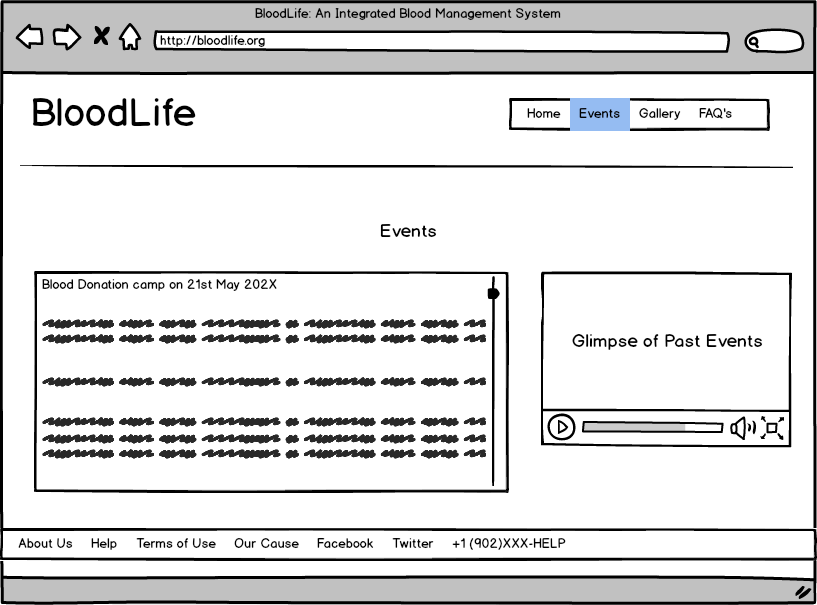 BloodLife: An Integrated Blood Management System
http://bloodlife.org
BloodLife
Home Events Gallery FAQ's
Events
Blood Donation camp on 21st May 202X
Glimpse of Past Events
About Us Help Terms of Use Our Cause Facebook Twitter +1 (902)XXX-HELP